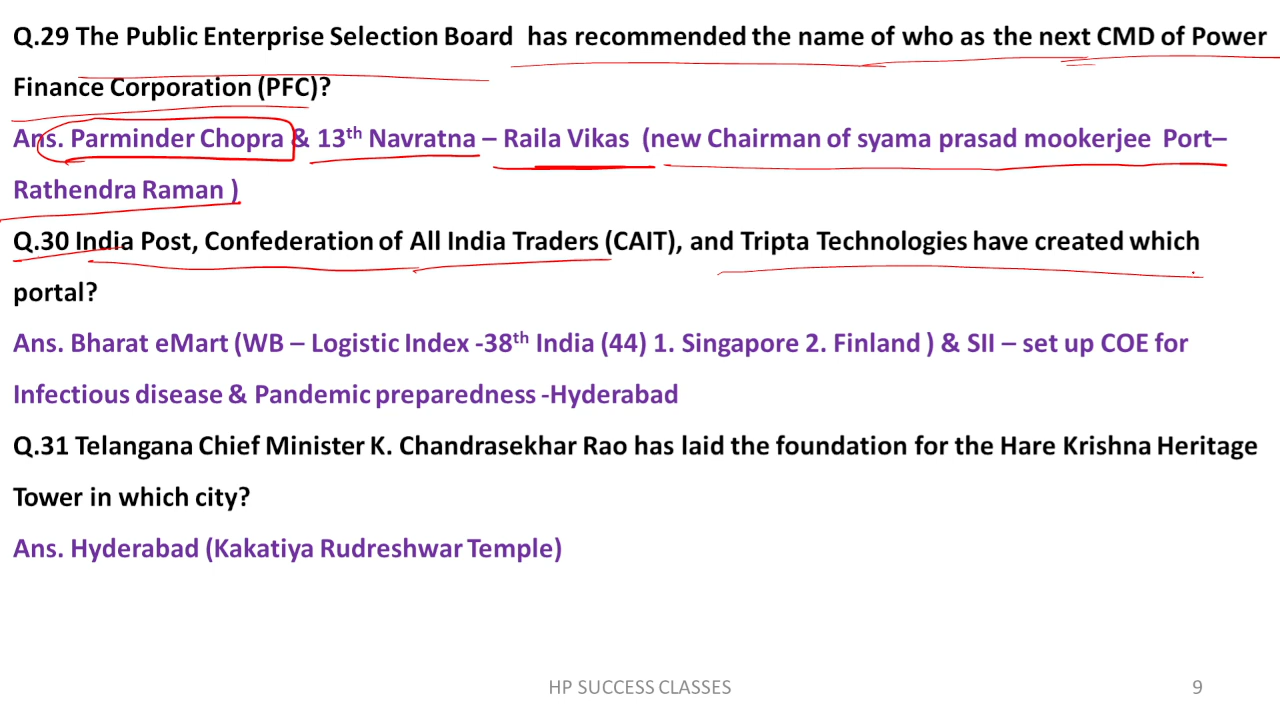 Q.29 The Public Enterprise Selection Board has recommended the name of who as the next CMD of Power
Finance Corporation (PFC)?
Ans. Parminder Chopra & 13th Navratna – Raila Vikas (new Chairman of syama prasad mookerjee Port–
Rathendra Raman )
Q.30 India Post, Confederation of All India Traders (CAIT), and Tripta Technologies have created which
portal?
Ans. Bharat eMart (WB – Logistic Index -38th India (44) 1. Singapore 2. Finland ) & SII – set up COE for
Infectious disease & Pandemic preparedness -Hyderabad
Q.31 Telangana Chief Minister K. Chandrasekhar Rao has laid the foundation for the Hare Krishna Heritage
Tower in which city?
Ans. Hyderabad (Kakatiya Rudreshwar Temple)
HP SUCCESS CLASSES
9